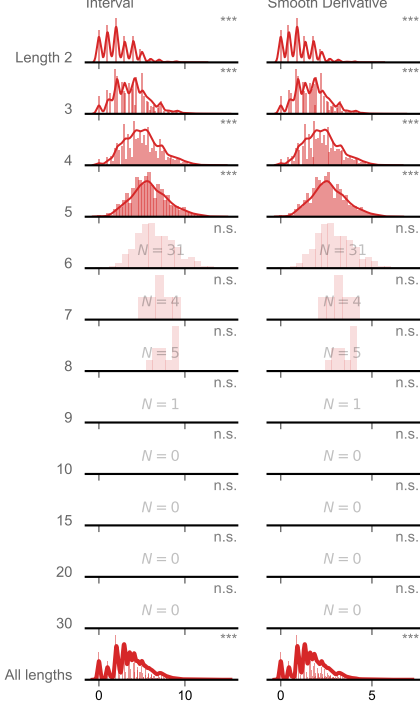 Interval Smooth Derivative
*** ***
Length 2
*** ***
3
*** ***
4
*** ***
5
n.s. n.s.
N = 31 N = 31
6
n.s. n.s.
N = 4 N = 4
7
n.s. n.s.
N = 5 N = 5
8
n.s. n.s.
N = 1 N = 1
9
n.s. n.s.
N = 0 N = 0
10
n.s. n.s.
N = 0 N = 0
15
n.s. n.s.
N = 0 N = 0
20
n.s. n.s.
N = 0 N = 0
30
*** ***
All lengths
0 10 0 5